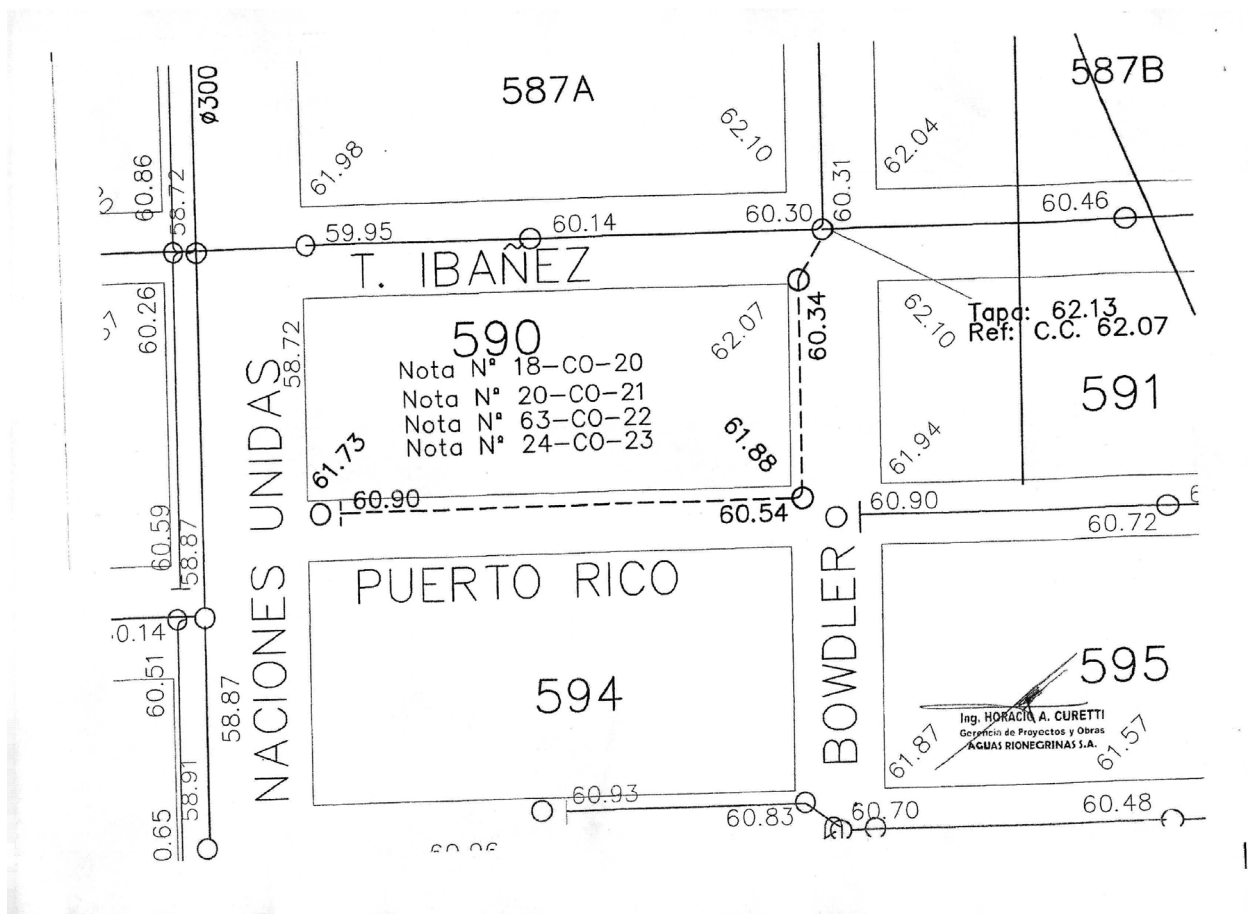 ø300
587A
587B
60.86
58.72
61.98
62.10
60.31
62.04
59.95
60.14
60.30
60.46
T. IBAÑEZ
60.26
58.72
590
62.07
60.34
62.10
Tapa: 62.13
Ref: C.C. 62.07
Nota Nº 18-CO-20
Nota Nº 20-CO-21
Nota Nº 63-CO-22
Nota Nº 24-CO-23
591
61.73
61.88
61.94
NACIONES UNIDAS
60.90
60.54
60.90
60.72
60.59
58.87
PUERTO RICO
BOWDLER
60.51
58.87
594
595
Ing. HORACIO A. CURETTI
Gerencia de Proyectos y Obras
AGUAS RIONEGRINAS S.A.
61.87
61.57
58.91
60.93
60.83
60.70
60.48